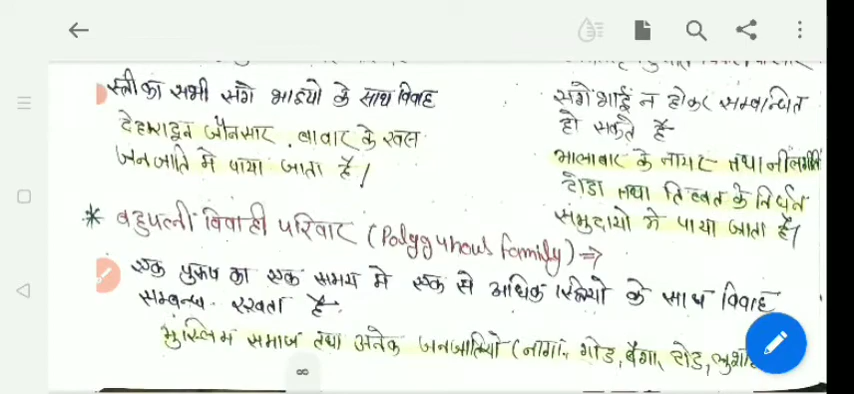 स्त्री का सभी सगे भाइयो के साथ विवाह
देहरादून जौनसार, बावार के खस
जनजाति मे पाया जाता है।
सगे भाई न होकर सम्बन्धित
हो सकते है
मालाबार के नायर तथा नीलगिरि
टोडा तथा तिब्बत के निर्धन
समुदायो मे पाया जाता है।
* बहुपत्नी विवाही परिवार (Polygynous family) ⇒
एक पुरूष का एक समय मे एक से अधिक स्त्रियो के साथ विवाह
सम्बन्ध रखता है
मुस्लिम समाज तथा अनेक जनजातियो (नागा, गोड, बैगा, टोड, लुशा